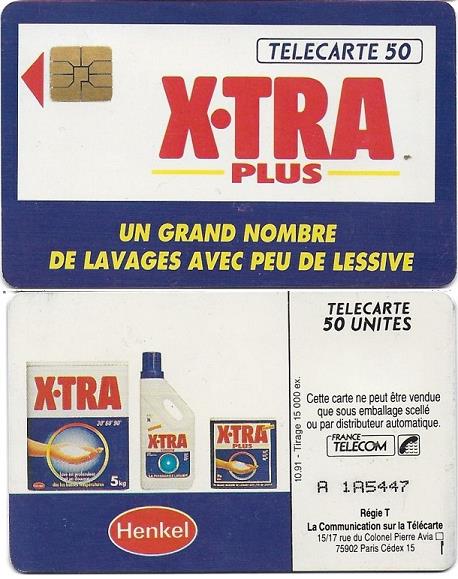 TELECARTE 50
X·TRA
PLUS
UN GRAND NOMBRE
DE LAVAGES AVEC PEU DE LESSIVE
X·TRA
30° 60° 90°
5kg
X·TRA
X·TRA
PLUS
Henkel
TELECARTE
50 UNITES
10.91 - Tirage 15 000 ex.
Cette carte ne peut être vendue
que sous emballage scellé
ou par distributeur automatique.
FRANCE
TELECOM
A 1A5447
Régie T
La Communication sur la Télécarte
15/17 rue du Colonel Pierre Avia
75902 Paris Cédex 15